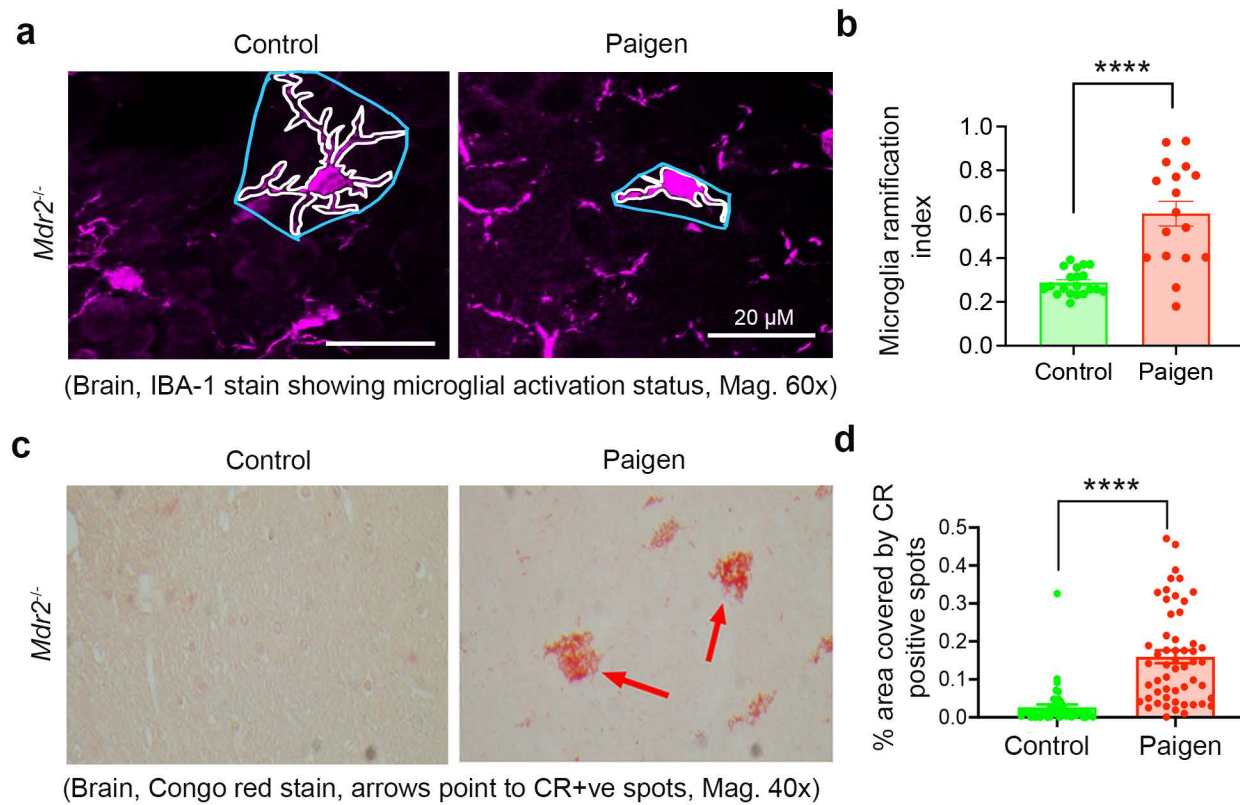 a
Control
Paigen
Mdr2-/-
20 µM
(Brain, IBA-1 stain showing microglial activation status, Mag. 60x)
b
****
Microglia ramification
index
1.0
0.8
0.6
0.4
0.2
0.0
Control
Paigen
c
Control
Paigen
Mdr2-/-
(Brain, Congo red stain, arrows point to CR+ve spots, Mag. 40x)
d
****
% area covered by CR
positive spots
0.5
0.4
0.3
0.2
0.1
0.0
Control
Paigen